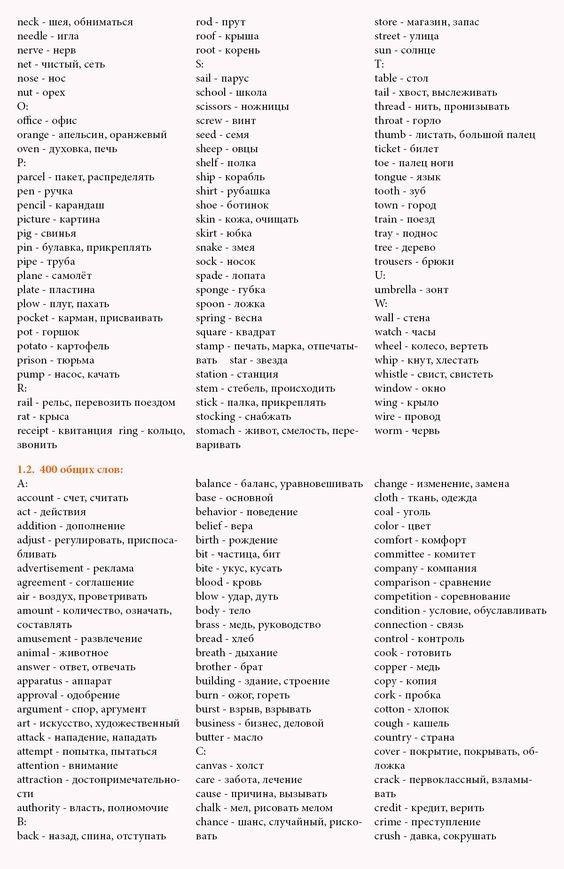 neck - шея, обниматься
needle - игла
nerve - нерв
net - чистый, сеть
nose - нос
nut - орех
O:
office - офис
orange - апельсин, оранжевый
oven - духовка, печь
P:
parcel - пакет, распределять
pen - ручка
pencil - карандаш
picture - картина
pig - свинья
pin - булавка, прикреплять
pipe - труба
plane - самолёт
plate - пластина
plow - плуг, пахать
pocket - карман, присваивать
pot - горшок
potato - картофель
prison - тюрьма
pump - насос, качать
R:
rail - рельс, перевозить поездом
rat - крыса
receipt - квитанция ring - кольцо,
звонить
rod - прут
roof - крыша
root - корень
S:
sail - парус
school - школа
scissors - ножницы
screw - винт
seed - семя
sheep - овцы
shelf - полка
ship - корабль
shirt - рубашка
shoe - ботинок
skin - кожа, очищать
skirt - юбка
snake - змея
sock - носок
spade - лопата
sponge - губка
spoon - ложка
spring - весна
square - квадрат
stamp - печать, марка, отпечаты-
вать star - звезда
station - станция
stem - стебель, происходить
stick - палка, прикреплять
stocking - снабжать
stomach - живот, смелость, пере-
варивать
store - магазин, запас
street - улица
sun - солнце
T:
table - стол
tail - хвост, выслеживать
thread - нить, пронизывать
throat - горло
thumb - листать, большой палец
ticket - билет
toe - палец ноги
tongue - язык
tooth - зуб
town - город
train - поезд
tray - поднос
tree - дерево
trousers - брюки
U:
umbrella - зонт
W:
wall - стена
watch - часы
wheel - колесо, вертеть
whip - кнут, хлестать
whistle - свист, свистеть
window - окно
wing - крыло
wire - провод
worm - червь
1.2. 400 общих слов:
A:
account - счет, считать
act - действия
addition - дополнение
adjust - регулировать, приспоса-
бливать
advertisement - реклама
agreement - соглашение
air - воздух, проветривать
amount - количество, означать,
составлять
amusement - развлечение
animal - животное
answer - ответ, отвечать
apparatus - аппарат
approval - одобрение
argument - спор, аргумент
art - искусство, художественный
attack - нападение, нападать
attempt - попытка, пытаться
attention - внимание
attraction - достопримечательно-
сти
authority - власть, полномочие
B:
back - назад, спина, отступать
balance - баланс, уравновешивать
base - основной
behavior - поведение
belief - вера
birth - рождение
bit - частица, бит
bite - укус, кусать
blood - кровь
blow - удар, дуть
body - тело
brass - медь, руководство
bread - хлеб
breath - дыхание
brother - брат
building - здание, строение
burn - ожог, гореть
burst - взрыв, взрывать
business - бизнес, деловой
butter - масло
C:
canvas - холст
care - забота, лечение
cause - причина, вызывать
chalk - мел, рисовать мелом
chance - шанс, случайный, риско-
вать
change - изменение, замена
cloth - ткань, одежда
coal - уголь
color - цвет
comfort - комфорт
committee - комитет
company - компания
comparison - сравнение
competition - соревнование
condition - условие, обуславливать
connection - связь
control - контроль
cook - готовить
copper - медь
copy - копия
cork - пробка
cotton - хлопок
cough - кашель
country - страна
cover - покрытие, покрывать, об-
ложка
crack - первоклассный, взламы-
вать
credit - кредит, верить
crime - преступление
crush - давка, сокрушать